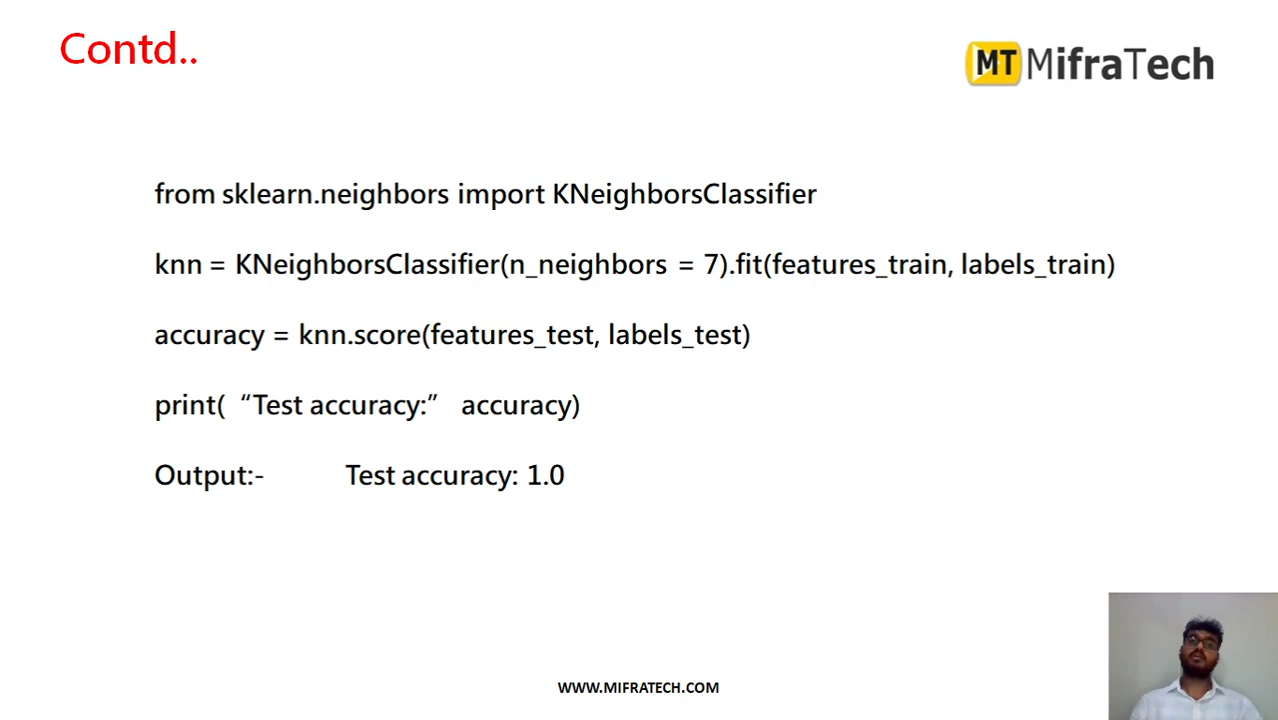 Contd..
MT MifraTech
from sklearn.neighbors import KNeighborsClassifier
knn = KNeighborsClassifier(n_neighbors = 7).fit(features_train, labels_train)
accuracy = knn.score(features_test, labels_test)
print( “Test accuracy:” accuracy)
Output:- Test accuracy: 1.0
WWW.MIFRATECH.COM